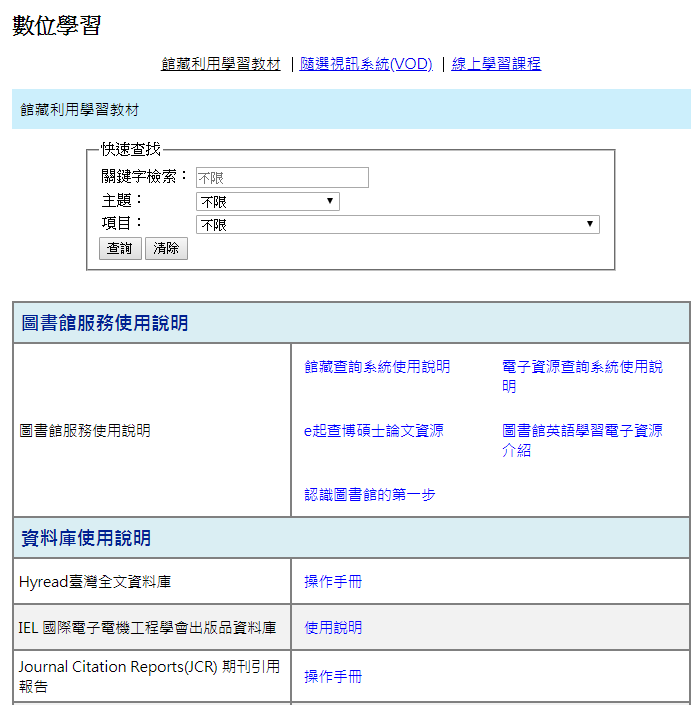 數位學習
館藏利用學習教材 | 隨選視訊系統(VOD) | 線上學習課程
館藏利用學習教材
快速查找
關鍵字檢索： 不限
主題： 不限
項目： 不限
查詢 清除
圖書館服務使用說明
圖書館服務使用說明
館藏查詢系統使用說明
電子資源查詢系統使用說
明
e起查博碩士論文資源
圖書館英語學習電子資源
介紹
認識圖書館的第一步
資料庫使用說明
Hyread臺灣全文資料庫 操作手冊
IEL 國際電子電機工程學會出版品資料庫 使用說明
Journal Citation Reports(JCR) 期刊引用
報告
操作手冊